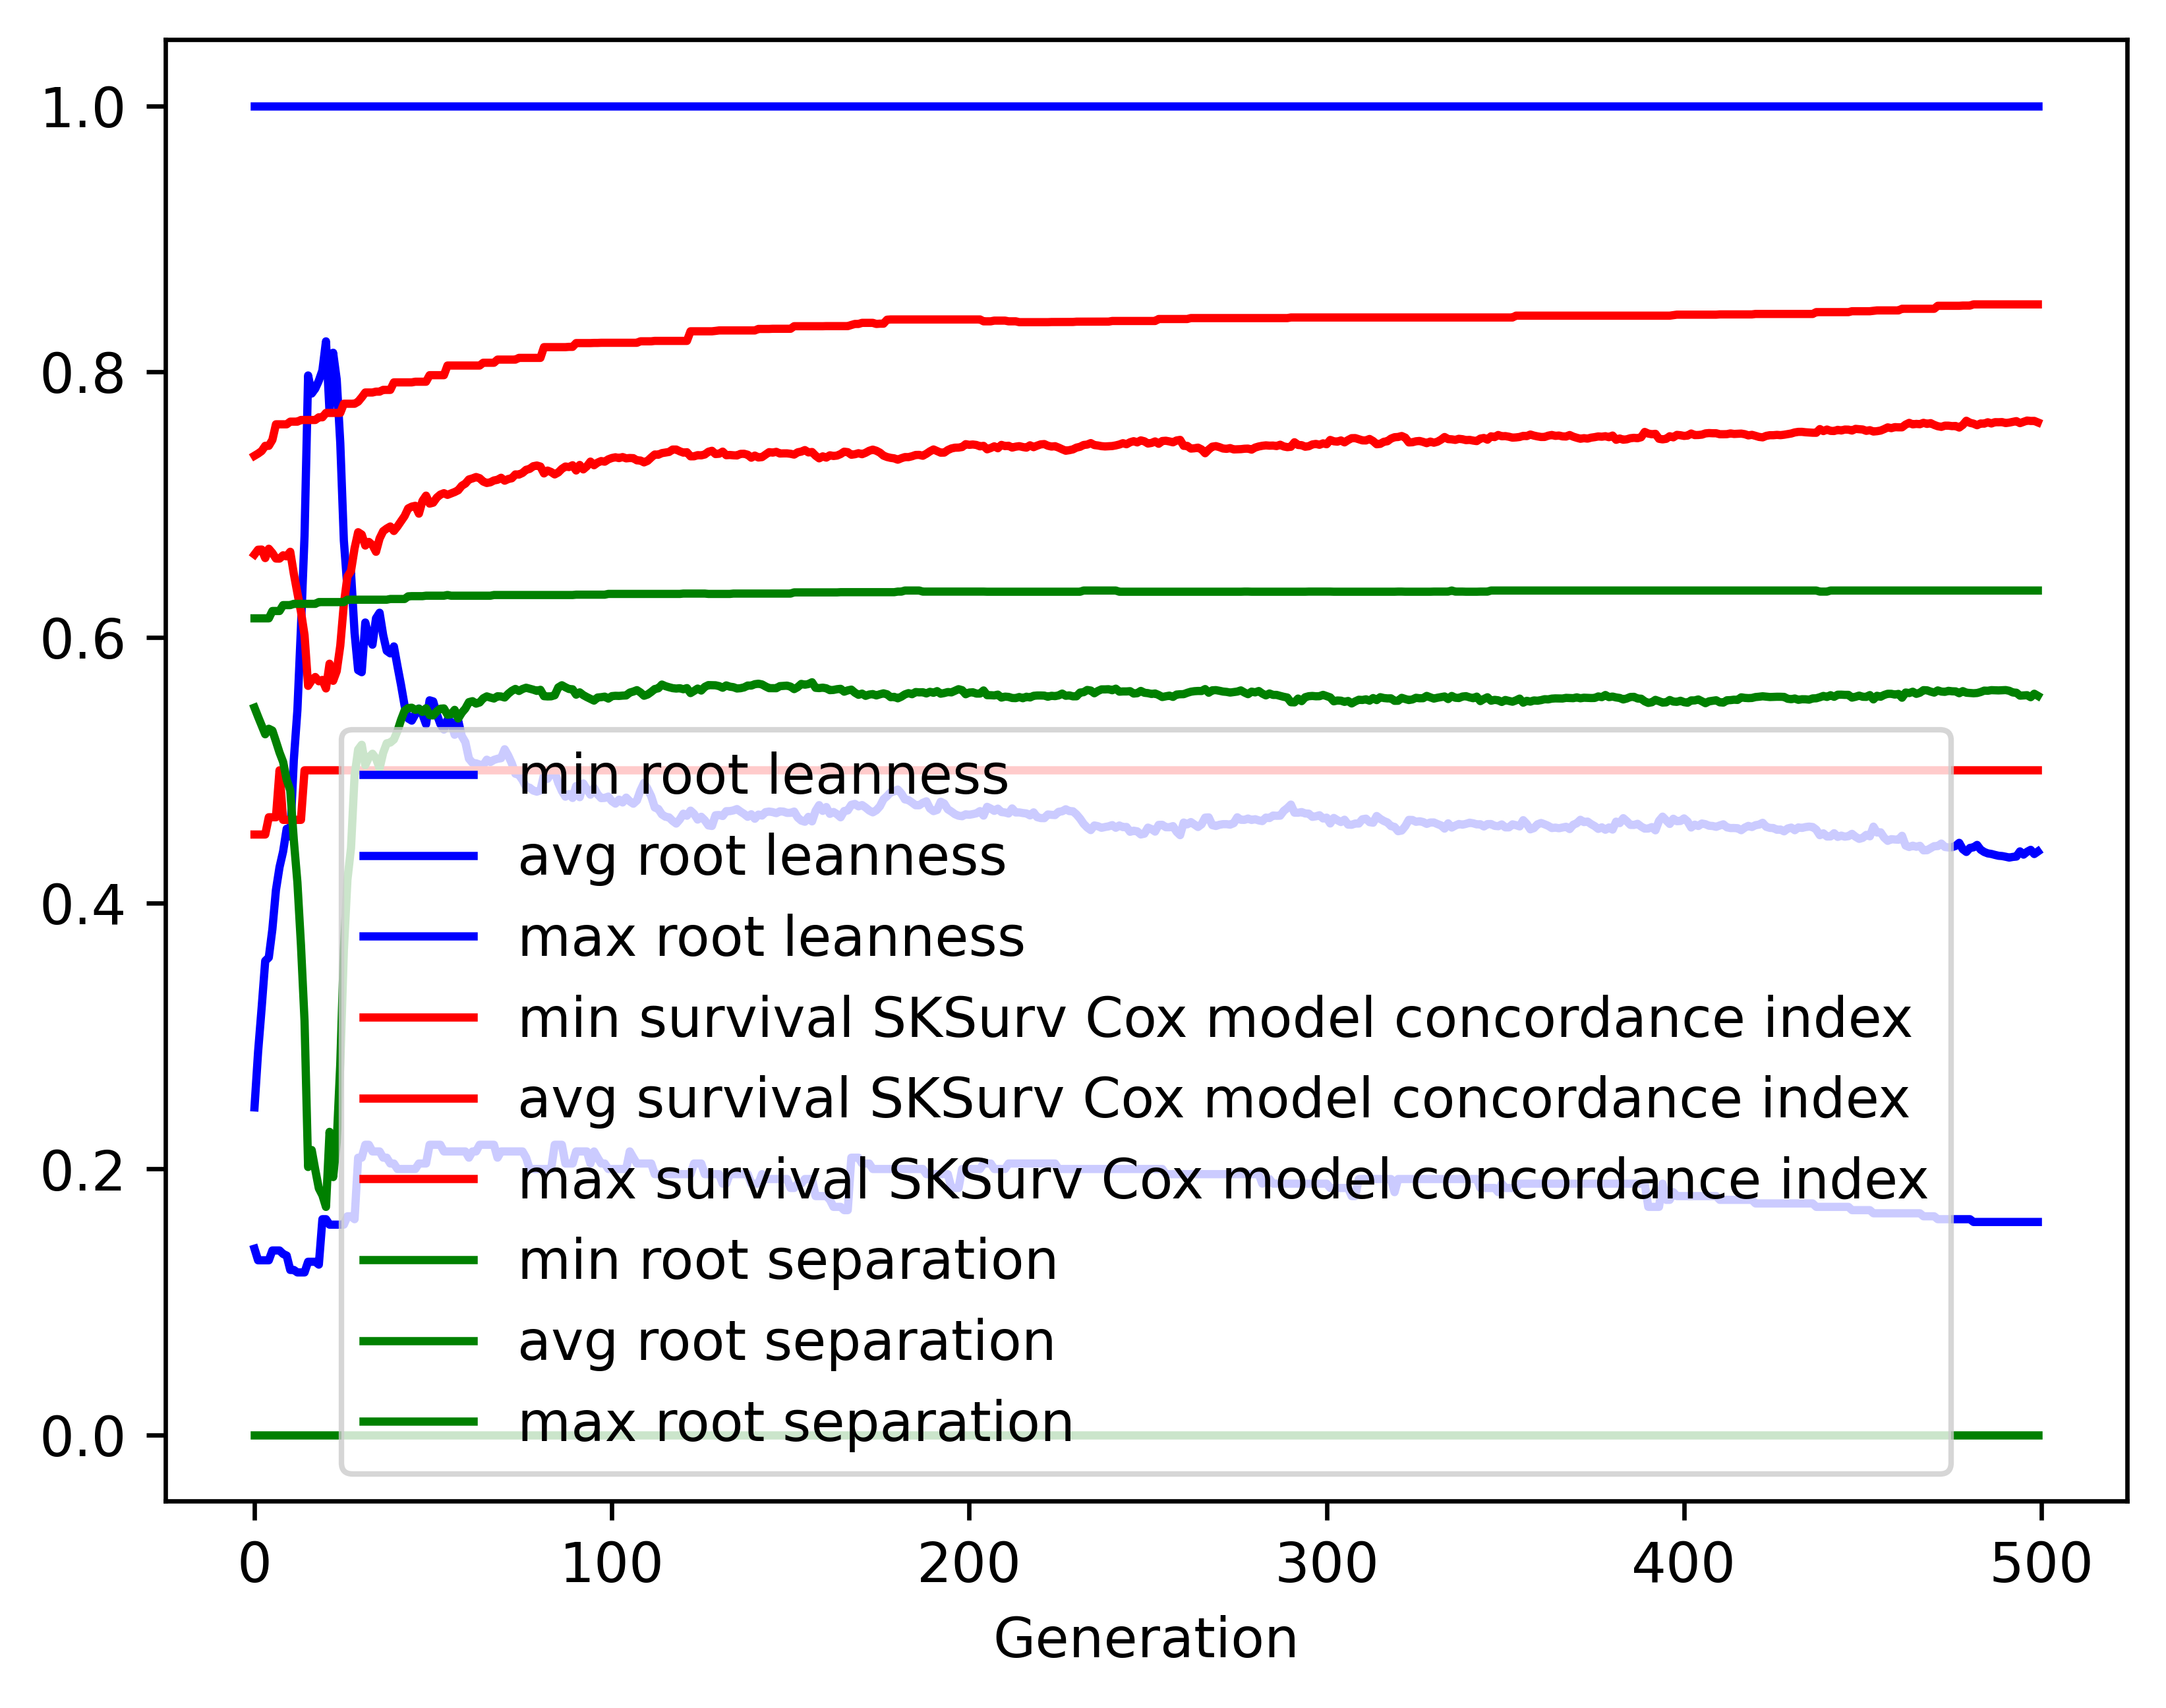 1.0
0.8
0.6
0.4
0.2
0.0
min root leanness
avg root leanness
max root leanness
min survival SKSurv Cox model concordance index
avg survival SKSurv Cox model concordance index
max survival SKSurv Cox model concordance index
min root separation
avg root separation
max root separation
0 100 200 300 400 500
Generation